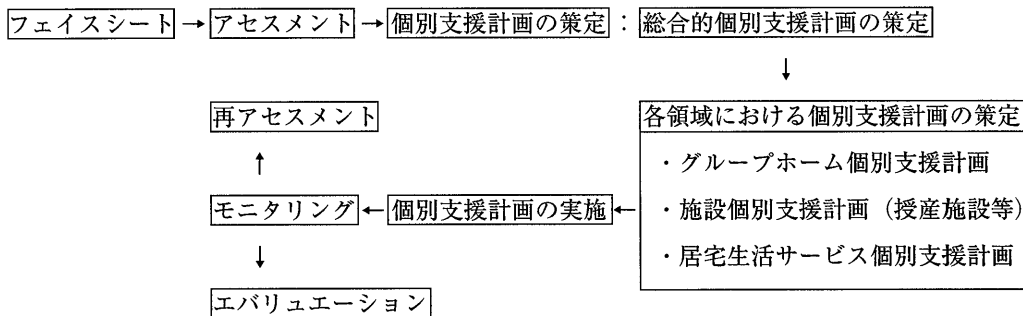 フェイスシート → アセスメント → 個別支援計画の策定 : 総合的個別支援計画の策定
↓
再アセスメント
各領域における個別支援計画の策定
・グループホーム個別支援計画
↑
モニタリング ← 個別支援計画の実施 ← ・施設個別支援計画（授産施設等）
↓
・居宅生活サービス個別支援計画
エバリュエーション